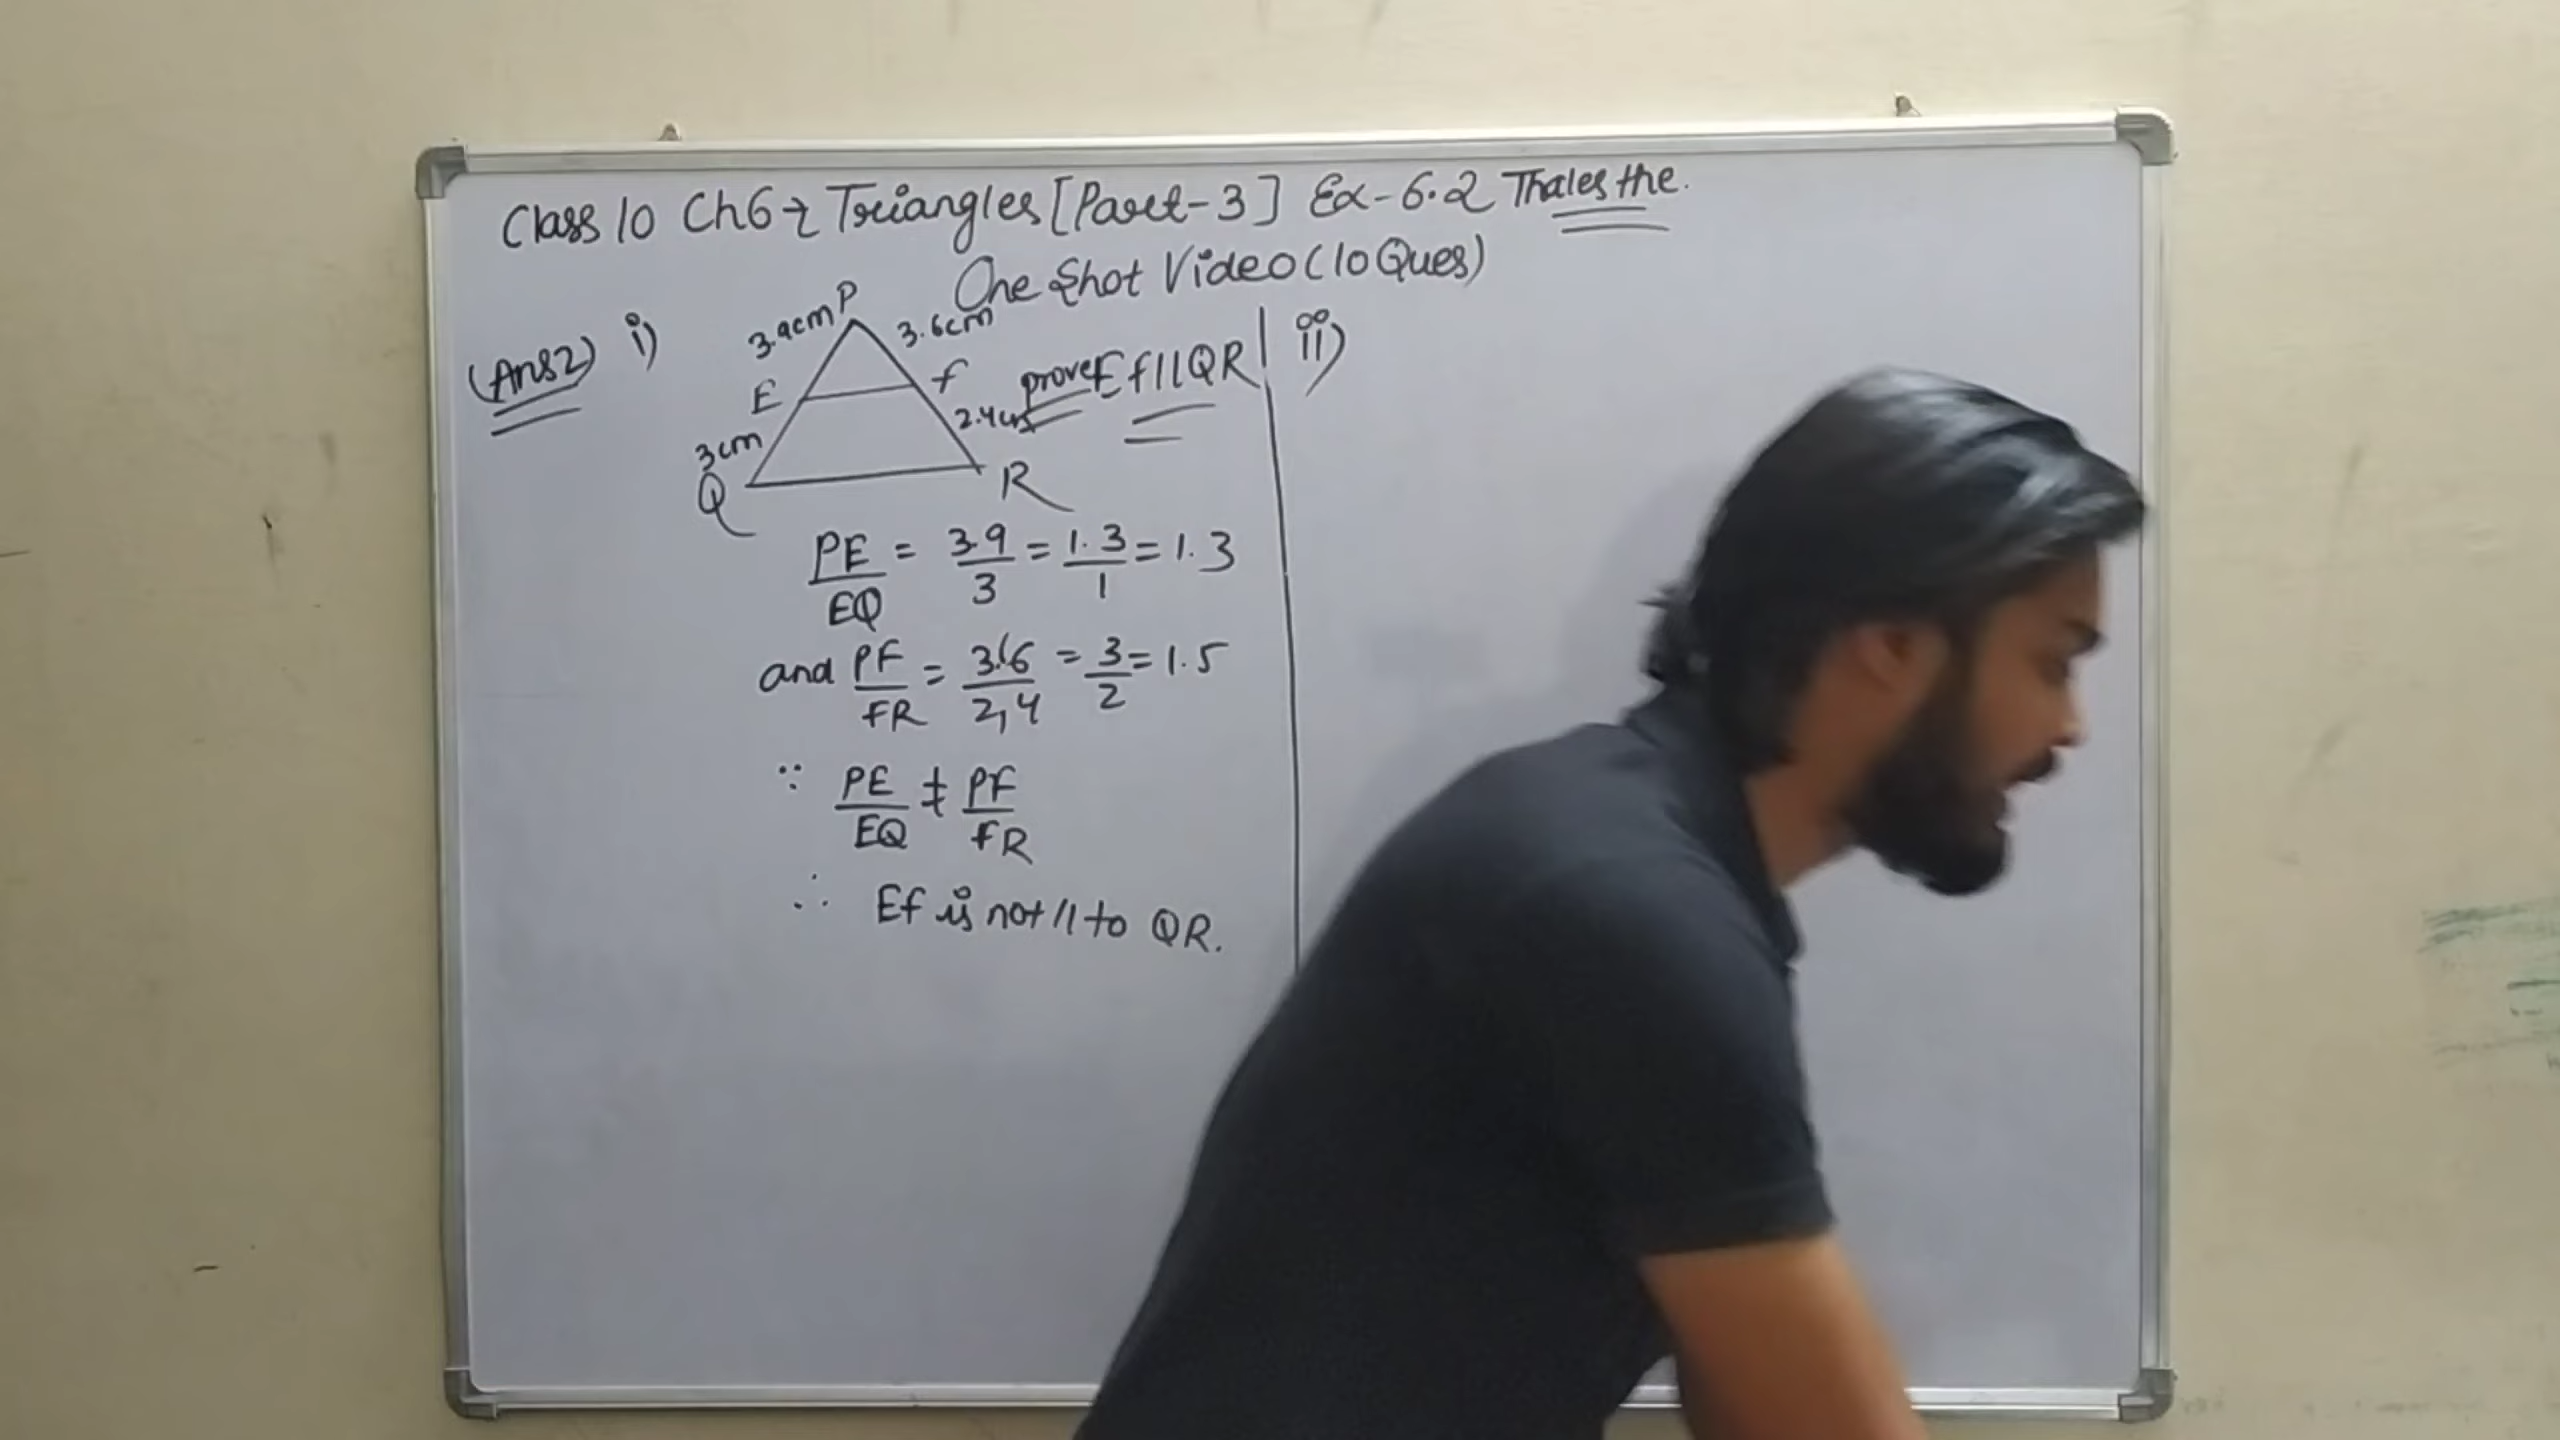 Class 10 Ch6→ Triangles [Part-3] Ex-6.2 Thales the.
One Shot Video (10 Ques)
(Ans2) i)
P
3.9cm
3.6cm
E
f
3cm
2.4cm
Q
R
prove Ef || QR
ii)
PE/EQ = 3.9/3 = 1.3/1 = 1.3
and PF/FR = 3.6/2.4 = 3/2 = 1.5
∵ PE/EQ ≠ PF/FR
∴ Ef is not || to QR.